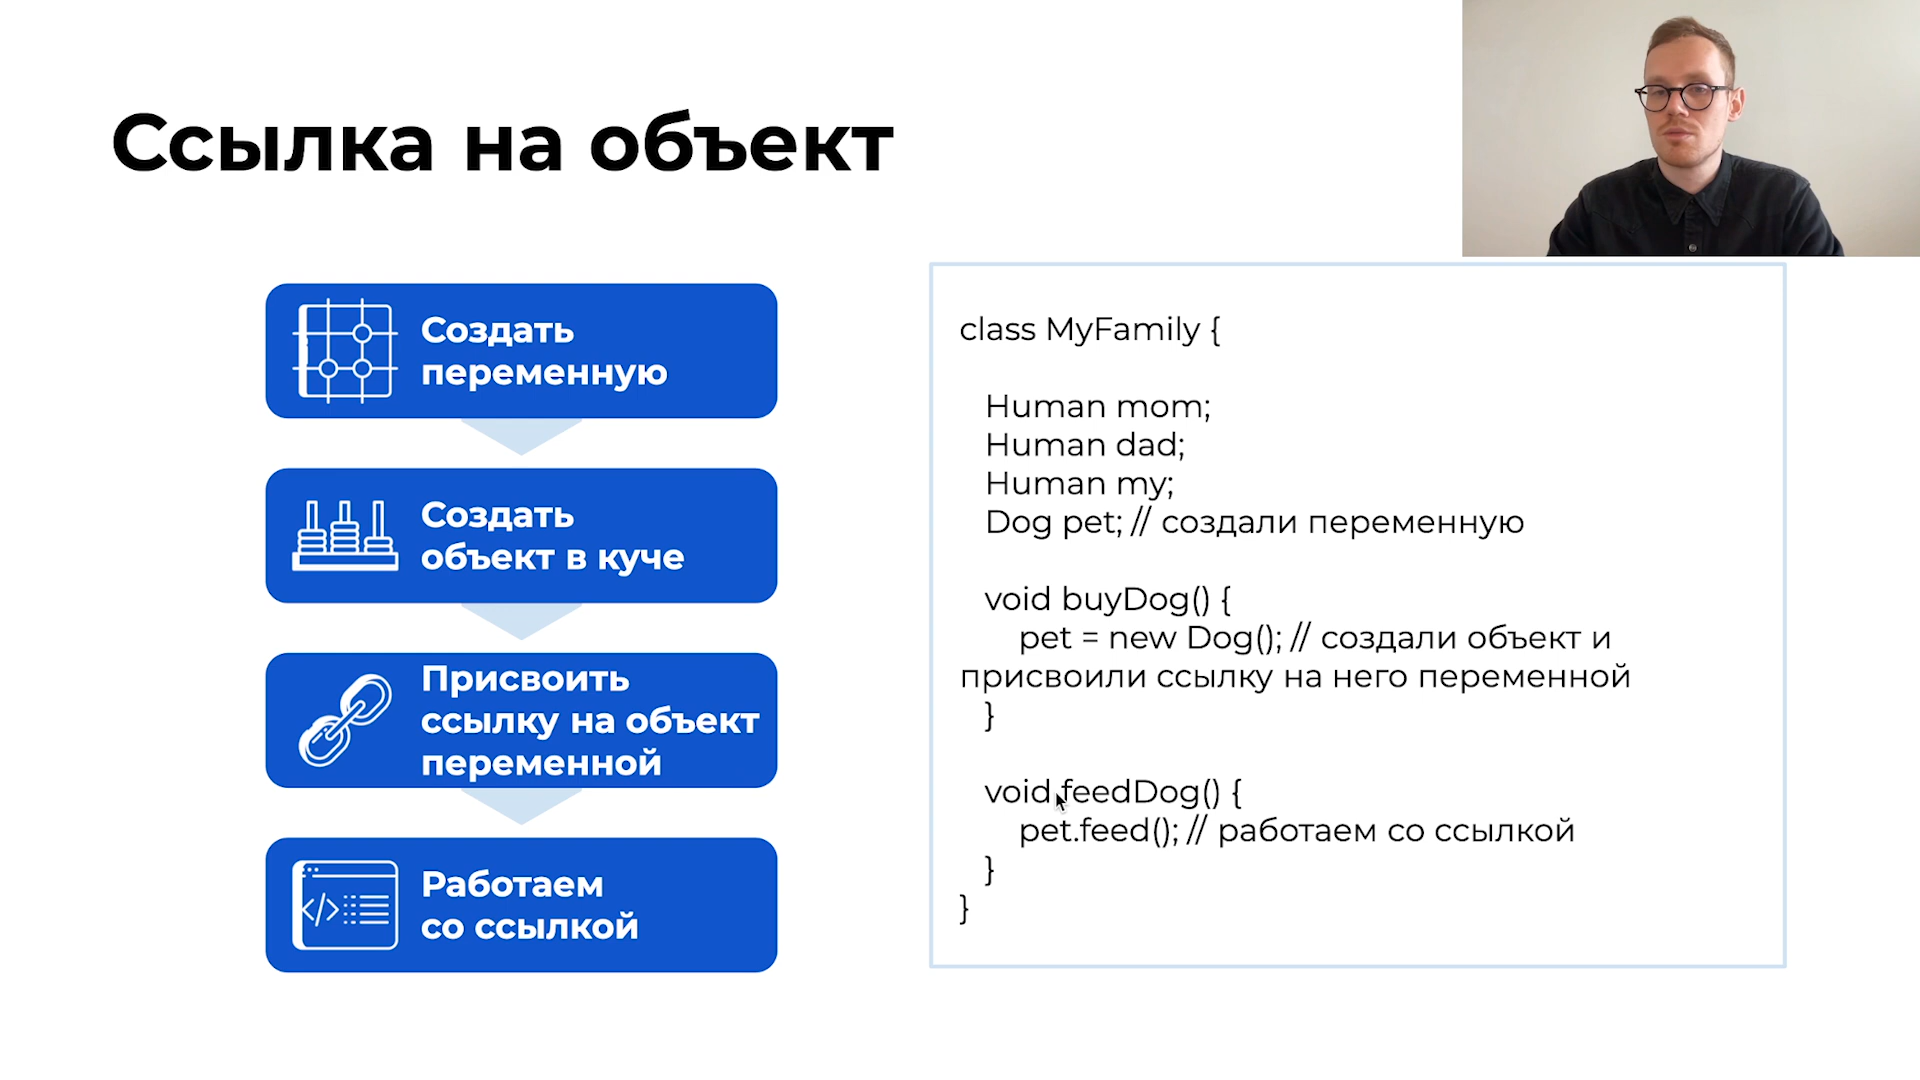 Ссылка на объект
Создать
переменную
Создать
объект в куче
Присвоить
ссылку на объект
переменной
Работаем
со ссылкой
class MyFamily {
Human mom;
Human dad;
Human my;
Dog pet; // создали переменную
void buyDog() {
pet = new Dog(); // создали объект и
присвоили ссылку на него переменной
}
void feedDog() {
pet.feed(); // работаем со ссылкой
}
}